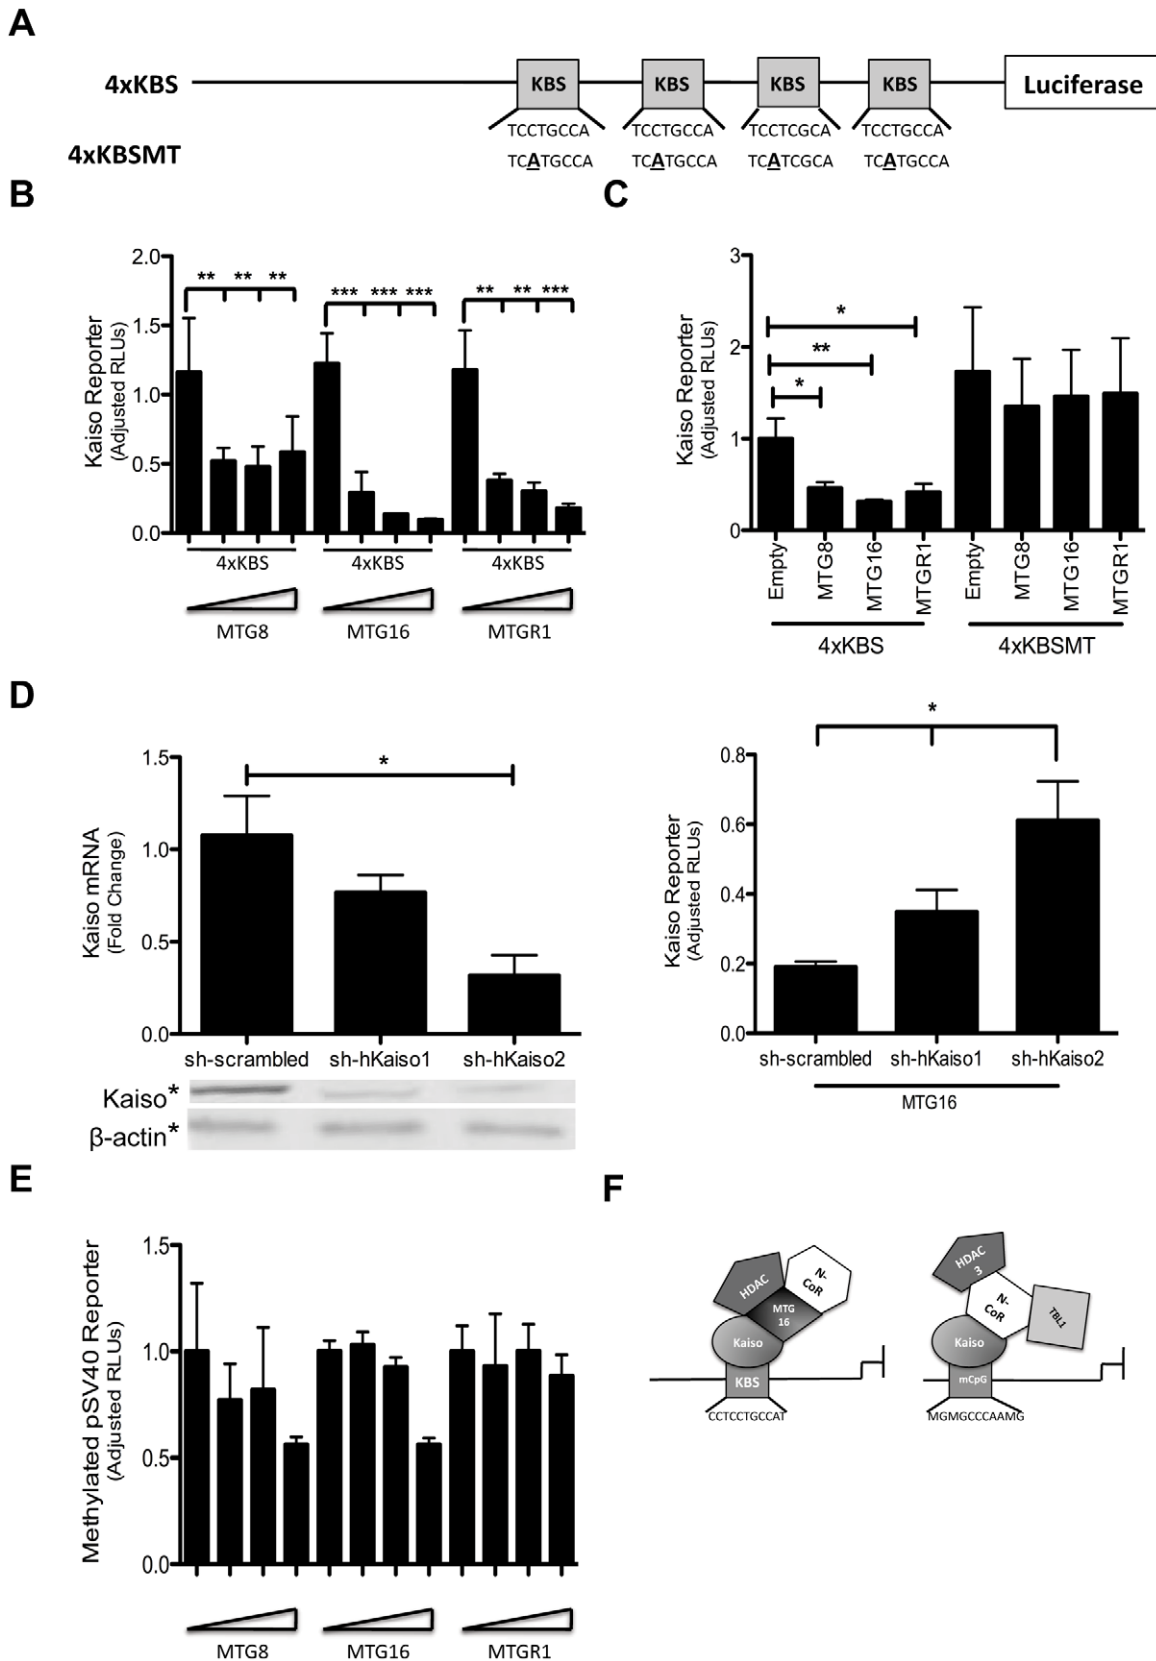 A
4xKBS
KBS KBS KBS KBS
Luciferase
TCCTGCCA TCCTGCCA TCCTCGCA TCCTGCCA
4xKBSMT
TCATGCCA TCATGCCA TCATCGCA TCATGCCA
B
Kaiso Reporter
(Adjusted RLUs)
2.0
1.5
1.0
0.5
0.0
** ** **
*** *** ***
** ** ***
4xKBS 4xKBS 4xKBS
MTG8 MTG16 MTGR1
C
Kaiso Reporter
(Adjusted RLUs)
3
2
1
0
*
**
*
Empty MTG8 MTG16 MTGR1 Empty MTG8 MTG16 MTGR1
4xKBS 4xKBSMT
D
Kaiso mRNA
(Fold Change)
1.5
1.0
0.5
0.0
*
sh-scrambled sh-hKaiso1 sh-hKaiso2
Kaiso*
β-actin*
Kaiso Reporter
(Adjusted RLUs)
0.8
0.6
0.4
0.2
0.0
*
sh-scrambled sh-hKaiso1 sh-hKaiso2
MTG16
E
Methylated pSV40 Reporter
(Adjusted RLUs)
1.5
1.0
0.5
0.0
MTG8 MTG16 MTGR1
F
HDAC
N-
CoR
MTG
16
Kaiso
KBS
CCTCCTGCCAT
HDAC
3
N-
CoR
TBL1
Kaiso
mCpG
MGMGCCCAAMG